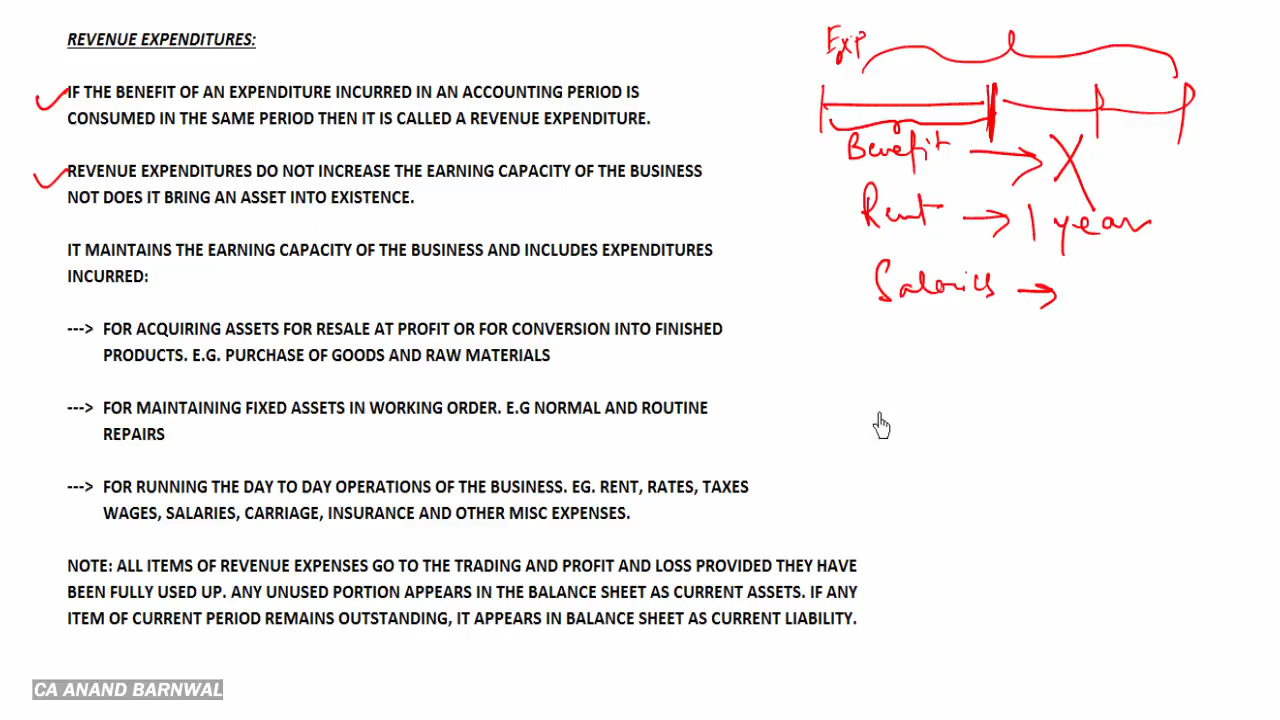 REVENUE EXPENDITURES:
IF THE BENEFIT OF AN EXPENDITURE INCURRED IN AN ACCOUNTING PERIOD IS
CONSUMED IN THE SAME PERIOD THEN IT IS CALLED A REVENUE EXPENDITURE.
REVENUE EXPENDITURES DO NOT INCREASE THE EARNING CAPACITY OF THE BUSINESS
NOT DOES IT BRING AN ASSET INTO EXISTENCE.
IT MAINTAINS THE EARNING CAPACITY OF THE BUSINESS AND INCLUDES EXPENDITURES
INCURRED:
---> FOR ACQUIRING ASSETS FOR RESALE AT PROFIT OR FOR CONVERSION INTO FINISHED
PRODUCTS. E.G. PURCHASE OF GOODS AND RAW MATERIALS
---> FOR MAINTAINING FIXED ASSETS IN WORKING ORDER. E.G NORMAL AND ROUTINE
REPAIRS
---> FOR RUNNING THE DAY TO DAY OPERATIONS OF THE BUSINESS. EG. RENT, RATES, TAXES
WAGES, SALARIES, CARRIAGE, INSURANCE AND OTHER MISC EXPENSES.
NOTE: ALL ITEMS OF REVENUE EXPENSES GO TO THE TRADING AND PROFIT AND LOSS PROVIDED THEY HAVE
BEEN FULLY USED UP. ANY UNUSED PORTION APPEARS IN THE BALANCE SHEET AS CURRENT ASSETS. IF ANY
ITEM OF CURRENT PERIOD REMAINS OUTSTANDING, IT APPEARS IN BALANCE SHEET AS CURRENT LIABILITY.
Exp
Benefit → X
Rent → 1 year
Salaries →
CA ANAND BARNWAL